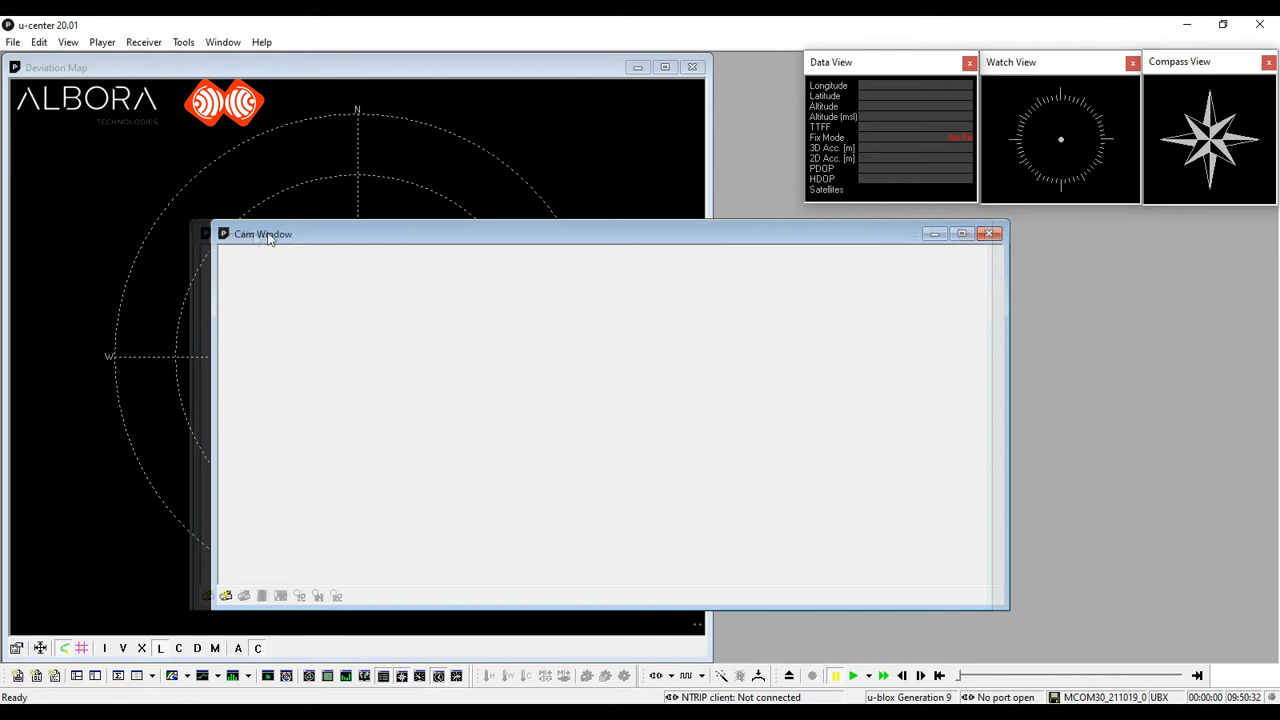 u-center 20.01
File Edit View Player Receiver Tools Window Help
Deviation Map
Data View
Watch View
Compass View
ALBORA
TECHNOLOGIES
N
W
Longitude
Latitude
Altitude
Altitude (msl)
TTFF
Fix Mode No Fix
3D Acc. [m]
2D Acc. [m]
PDOP
HDOP
Satellites
Cam Window
I V X L C D M A C
Ready
NTRIP client: Not connected
u-blox Generation 9
No port open
MCOM30_211019_0
UBX
00:00:00
09:50:32